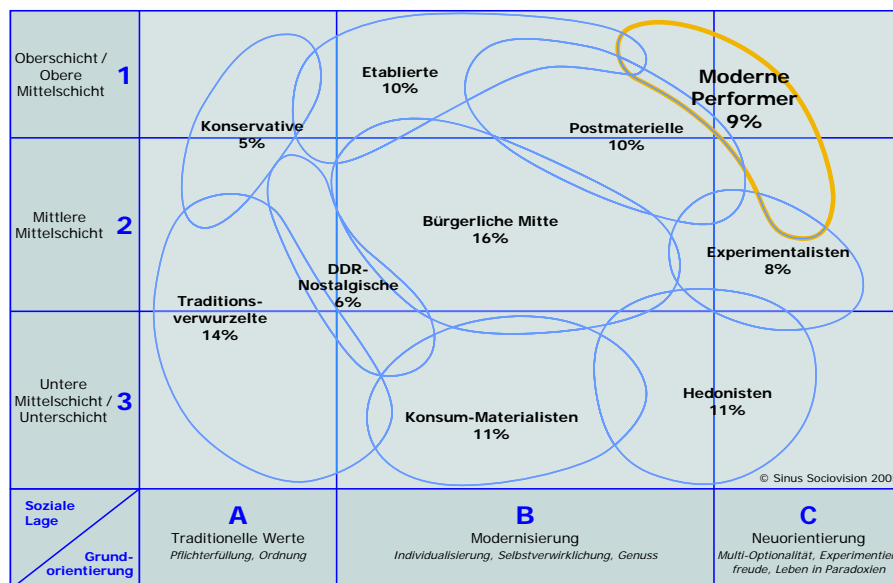 Oberschicht /
Obere
Mittelschicht
1
Etablierte
10%
Moderne
Performer
9%
Konservative
5%
Postmaterielle
10%
Mittlere
Mittelschicht
2
Bürgerliche Mitte
16%
Experimentalisten
8%
DDR-
Nostalgische
6%
Traditions-
verwurzelte
14%
Untere
Mittelschicht /
Unterschicht
3
Konsum-Materialisten
11%
Hedonisten
11%
© Sinus Sociovision
Soziale
Lage
Grund-
orientierung
A
Traditionelle Werte
Pflichterfüllung, Ordnung
B
Modernisierung
Individualisierung, Selbstverwirklichung, Genuss
C
Neuorientierung
Multi-Optionalität,
freude, Leben in Paradoxien